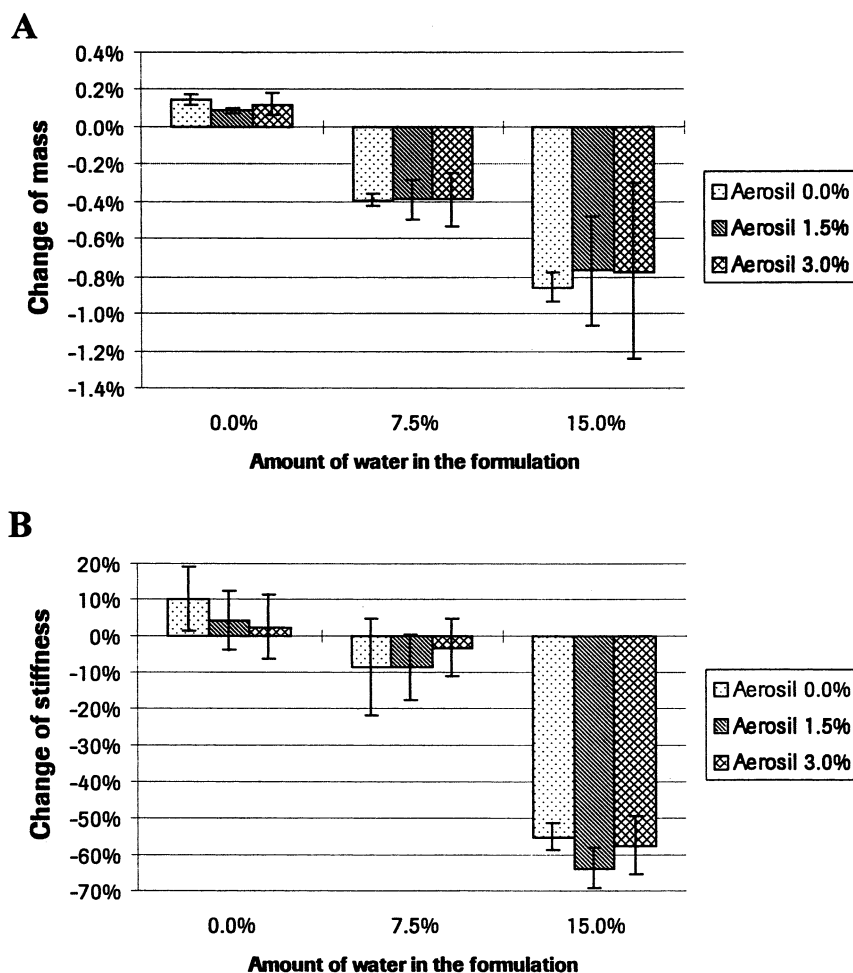 A
0.4%
0.2%
0.0%
-0.2%
-0.4%
-0.6%
-0.8%
-1.0%
-1.2%
-1.4%
Change of mass
0.0% 7.5% 15.0%
Amount of water in the formulation
Aerosil 0.0%
Aerosil 1.5%
Aerosil 3.0%
B
20%
10%
0%
-10%
-20%
-30%
-40%
-50%
-60%
-70%
Change of stiffness
0.0% 7.5% 15.0%
Amount of water in the formulation
Aerosil 0.0%
Aerosil 1.5%
Aerosil 3.0%